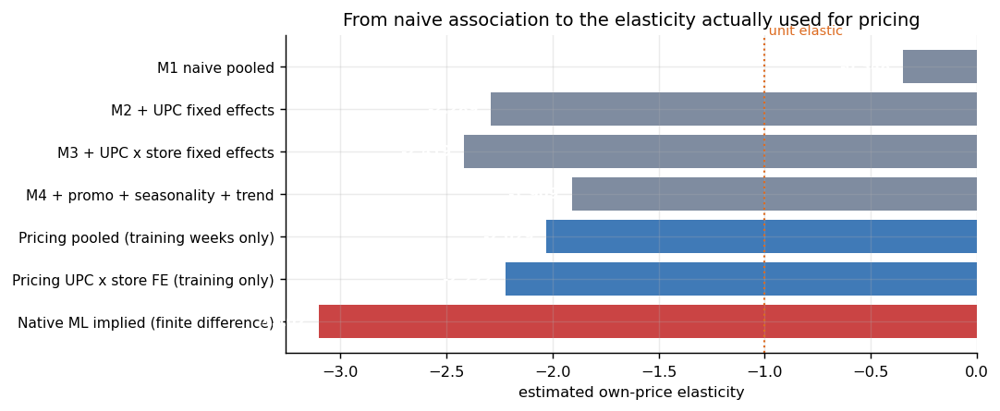 From naive association to the elasticity actually used for pricing
unit elastic
M1 naive pooled
M2 + UPC fixed effects
M3 + UPC x store fixed effects
M4 + promo + seasonality + trend
Pricing pooled (training weeks only)
Pricing UPC x store FE (training only)
Native ML implied (finite difference)
−3.0 −2.5 −2.0 −1.5 −1.0 −0.5 0.0
estimated own-price elasticity